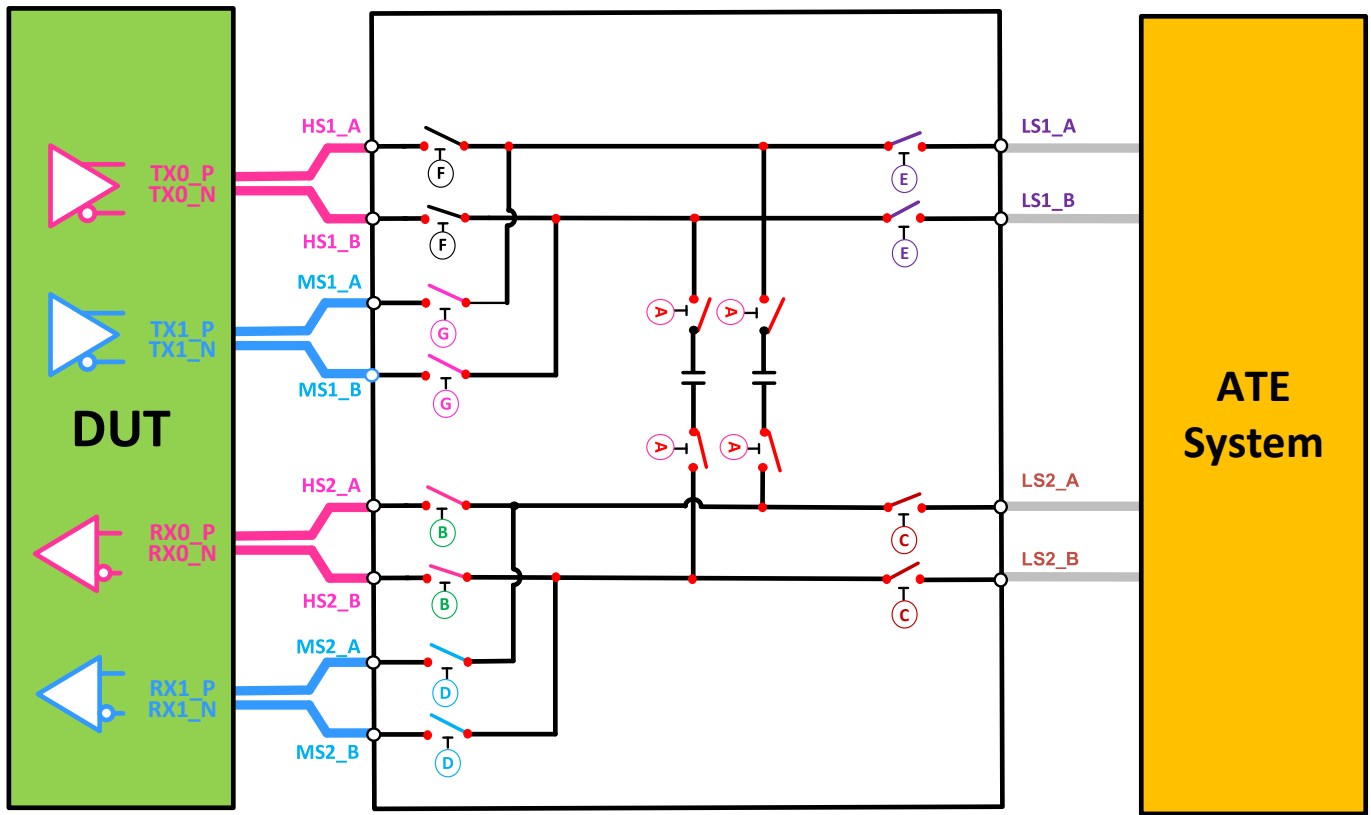 HS1_A
LS1_A
F
E
TX0_P
TX0_N
LS1_B
HS1_B
F
E
MS1_A
A
A
G
TX1_P
TX1_N
MS1_B
G
DUT
ATE
System
A
A
HS2_A
LS2_A
B
C
RX0_P
RX0_N
LS2_B
HS2_B
B
C
MS2_A
D
RX1_P
RX1_N
MS2_B
D